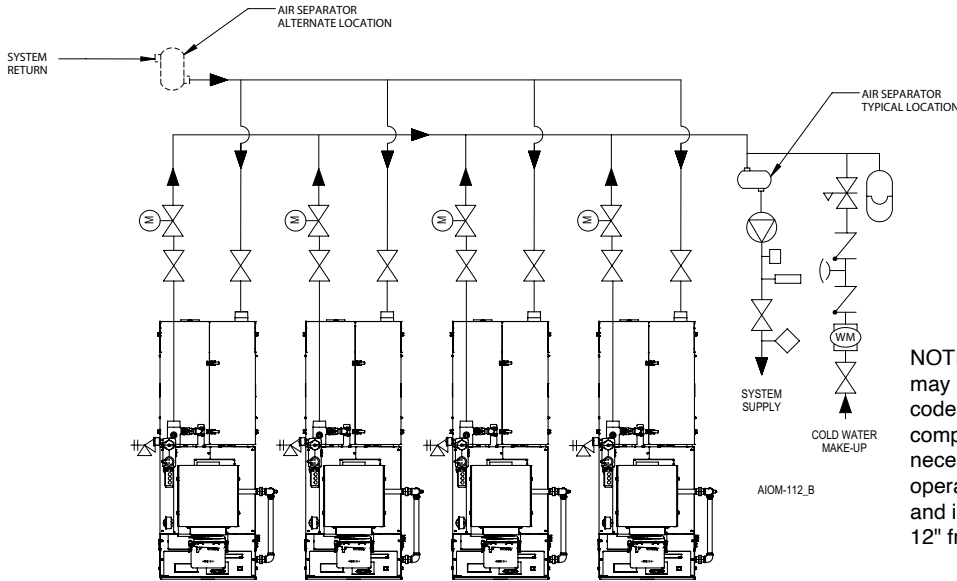 AIR SEPARATOR
ALTERNATE LOCATION
SYSTEM
RETURN
AIR SEPARATOR
TYPICAL LOCATION
M
M
M
M
WM
SYSTEM
SUPPLY
COLD WATER
MAKE-UP
AIOM-112_B
may
code
comp
nece
opera
and i
12" fr